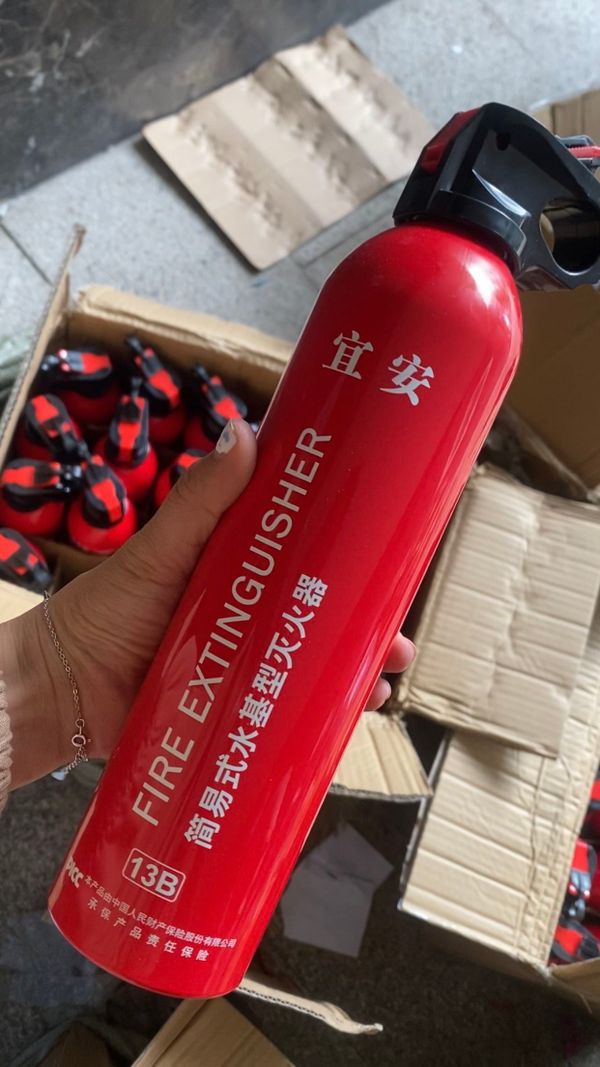 宜安
FIRE EXTINGUISHER
简易式水基型灭火器
13B
PICC 本产品由中国人民财产保险股份有限公司
承保产品责任保险